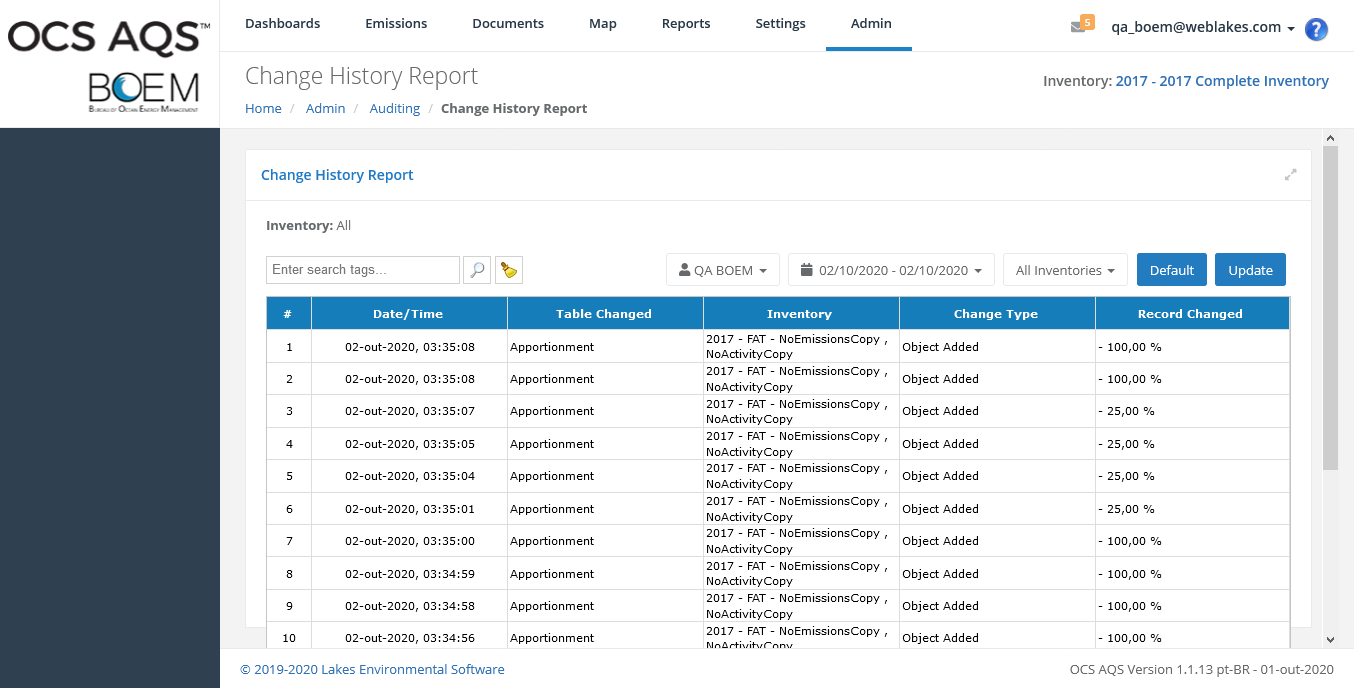 OCS AQS™
BOEM
BUREAU OF OCEAN ENERGY MANAGEMENT
Dashboards Emissions Documents Map Reports Settings Admin
5 qa_boem@weblakes.com ?
Change History Report
Inventory: 2017 - 2017 Complete Inventory
Home / Admin / Auditing / Change History Report
Change History Report
Inventory: All
Enter search tags... QA BOEM 02/10/2020 - 02/10/2020 All Inventories Default Update
# Date/Time Table Changed Inventory Change Type Record Changed
1 02-out-2020, 03:35:08 Apportionment 2017 - FAT - NoEmissionsCopy , Object Added - 100,00 %
NoActivityCopy
2 02-out-2020, 03:35:08 Apportionment 2017 - FAT - NoEmissionsCopy , Object Added - 100,00 %
NoActivityCopy
3 02-out-2020, 03:35:07 Apportionment 2017 - FAT - NoEmissionsCopy , Object Added - 25,00 %
NoActivityCopy
4 02-out-2020, 03:35:05 Apportionment 2017 - FAT - NoEmissionsCopy , Object Added - 25,00 %
NoActivityCopy
5 02-out-2020, 03:35:04 Apportionment 2017 - FAT - NoEmissionsCopy , Object Added - 25,00 %
NoActivityCopy
6 02-out-2020, 03:35:01 Apportionment 2017 - FAT - NoEmissionsCopy , Object Added - 25,00 %
NoActivityCopy
7 02-out-2020, 03:35:00 Apportionment 2017 - FAT - NoEmissionsCopy , Object Added - 100,00 %
NoActivityCopy
8 02-out-2020, 03:34:59 Apportionment 2017 - FAT - NoEmissionsCopy , Object Added - 100,00 %
NoActivityCopy
9 02-out-2020, 03:34:58 Apportionment 2017 - FAT - NoEmissionsCopy , Object Added - 100,00 %
NoActivityCopy
10 02-out-2020, 03:34:56 Apportionment 2017 - FAT - NoEmissionsCopy , Object Added - 100,00 %
NoActivityCopy
© 2019-2020 Lakes Environmental Software
OCS AQS Version 1.1.13 pt-BR - 01-out-2020